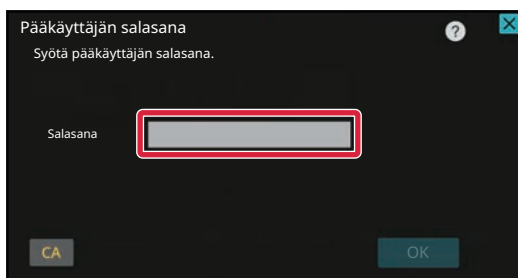 Pääkäyttäjän salasana
?
Syötä pääkäyttäjän salasana.
Salasana
CA
OK